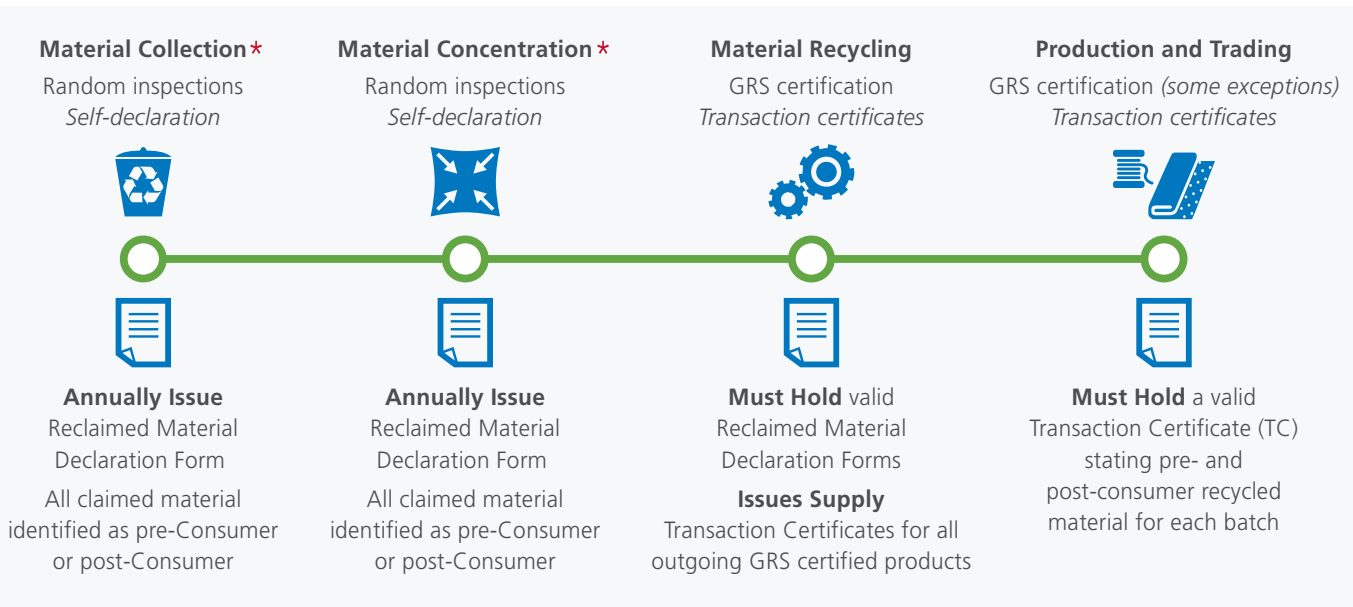 Material Collection*
Random inspections
Self-declaration
Annually Issue
Reclaimed Material
Declaration Form
All claimed material
identified as pre-Consumer
or post-Consumer
Material Concentration*
Random inspections
Self-declaration
Annually Issue
Reclaimed Material
Declaration Form
All claimed material
identified as pre-Consumer
or post-Consumer
Material Recycling
GRS certification
Transaction certificates
Must Hold valid
Reclaimed Material
Declaration Forms
Issues Supply
Transaction Certificates for all
outgoing GRS certified products
Production and Trading
GRS certification (some exceptions)
Transaction certificates
Must Hold a valid
Transaction Certificate (TC)
stating pre- and
post-consumer recycled
material for each batch